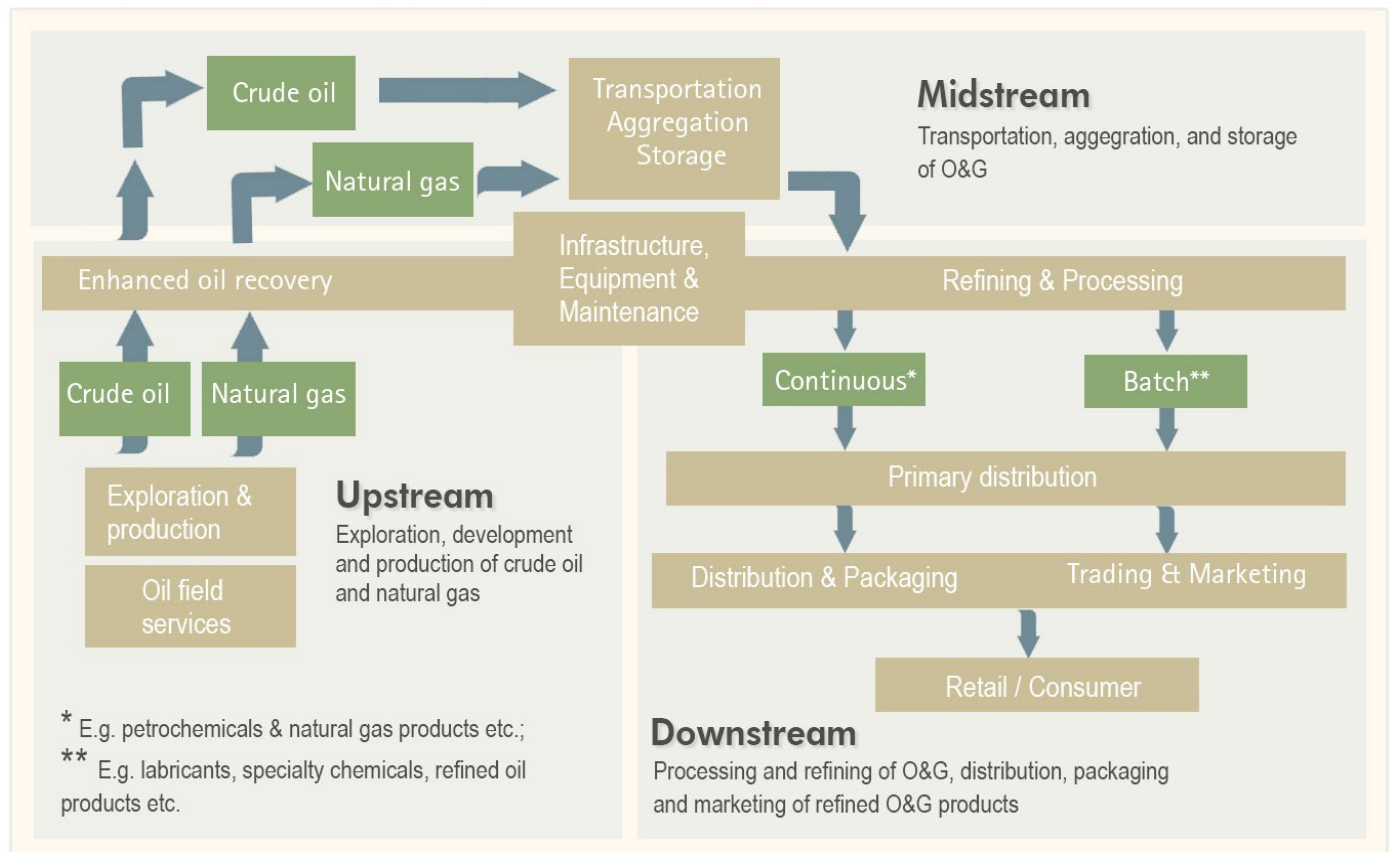 Crude oil
Transportation
Aggregation
Storage
Midstream
Transportation, aggegration, and storage
of O&G
Natural gas
Enhanced oil recovery
Infrastructure,
Equipment &
Maintenance
Refining & Processing
Crude oil
Natural gas
Continuous*
Batch**
Exploration &
production
Oil field
services
Upstream
Exploration, development
and production of crude oil
and natural gas
Primary distribution
Distribution & Packaging
Trading & Marketing
Retail / Consumer
* E.g. petrochemicals & natural gas products etc.;
** E.g. labricants, specialty chemicals, refined oil
products etc.
Downstream
Processing and refining of O&G, distribution, packaging
and marketing of refined O&G products